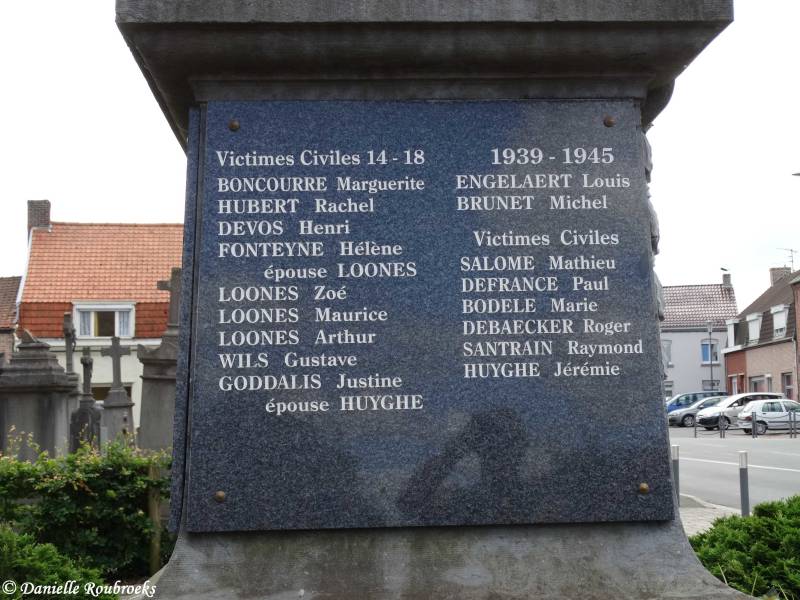 Victimes Civiles 14 - 18
BONCOURRE Marguerite
HUBERT Rachel
DEVOS Henri
FONTEYNE Hélène
épouse LOONES
LOONES Zoé
LOONES Maurice
LOONES Arthur
WILS Gustave
GODDALIS Justine
épouse HUYGHE
1939 - 1945
ENGELAERT Louis
BRUNET Michel
Victimes Civiles
SALOME Mathieu
DEFRANCE Paul
BODELE Marie
DEBAECKER Roger
SANTRAIN Raymond
HUYGHE Jérémie
© Danielle Roubroeks